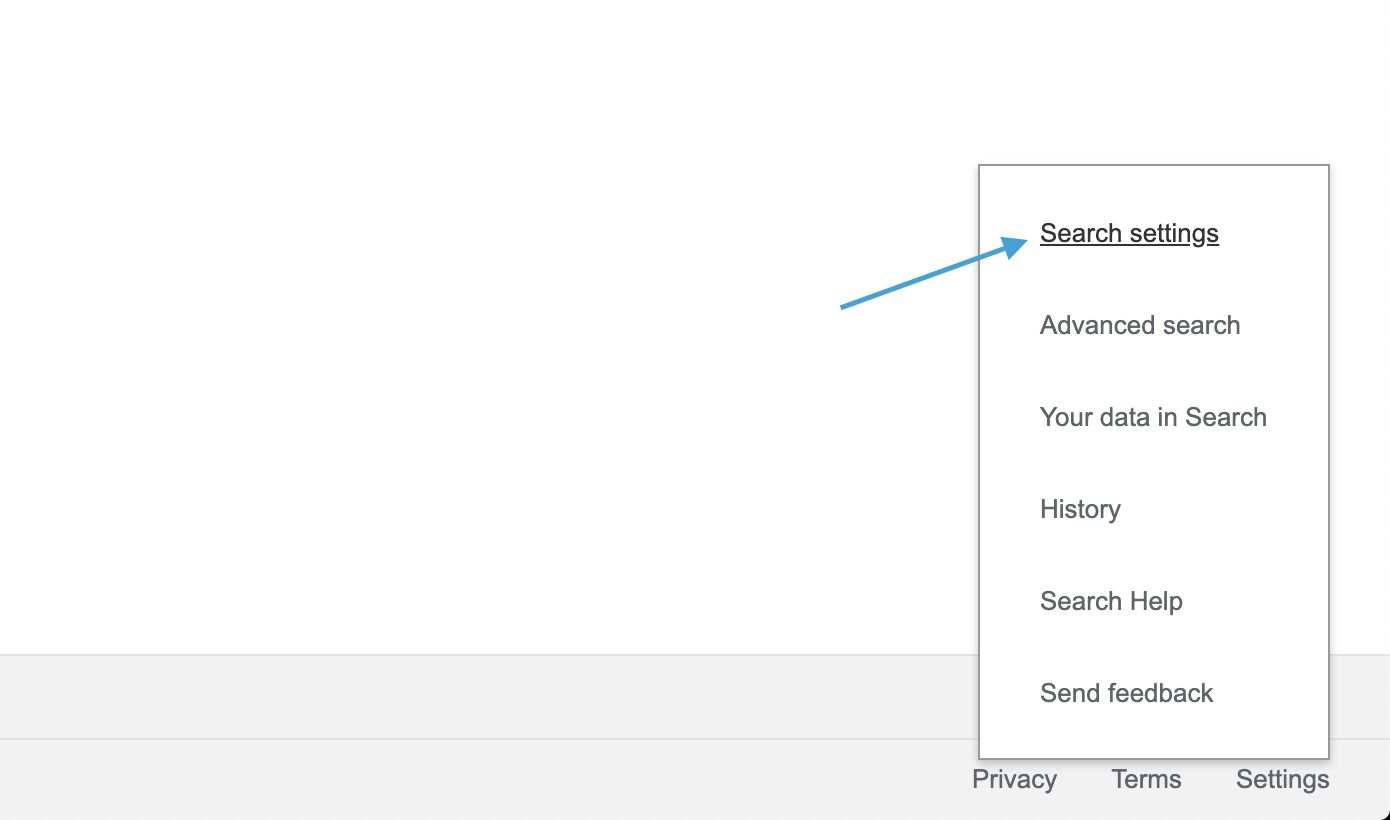 Search settings
Advanced search
Your data in Search
History
Search Help
Send feedback
Privacy Terms Settings